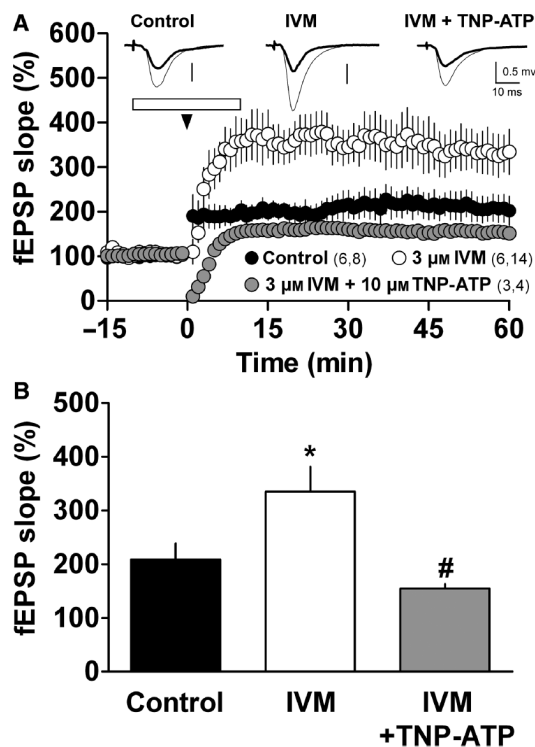 A
Control
IVM
IVM + TNP-ATP
0.5 mv
10 ms
fEPSP slope (%)
600
500
400
300
200
100
0
Control (6,8)
3 µM IVM (6,14)
3 µM IVM + 10 µM TNP-ATP (3,4)
−15
0
15
30
45
60
Time (min)
B
fEPSP slope (%)
500
400
300
200
100
0
*
#
Control
IVM
IVM
+TNP-ATP